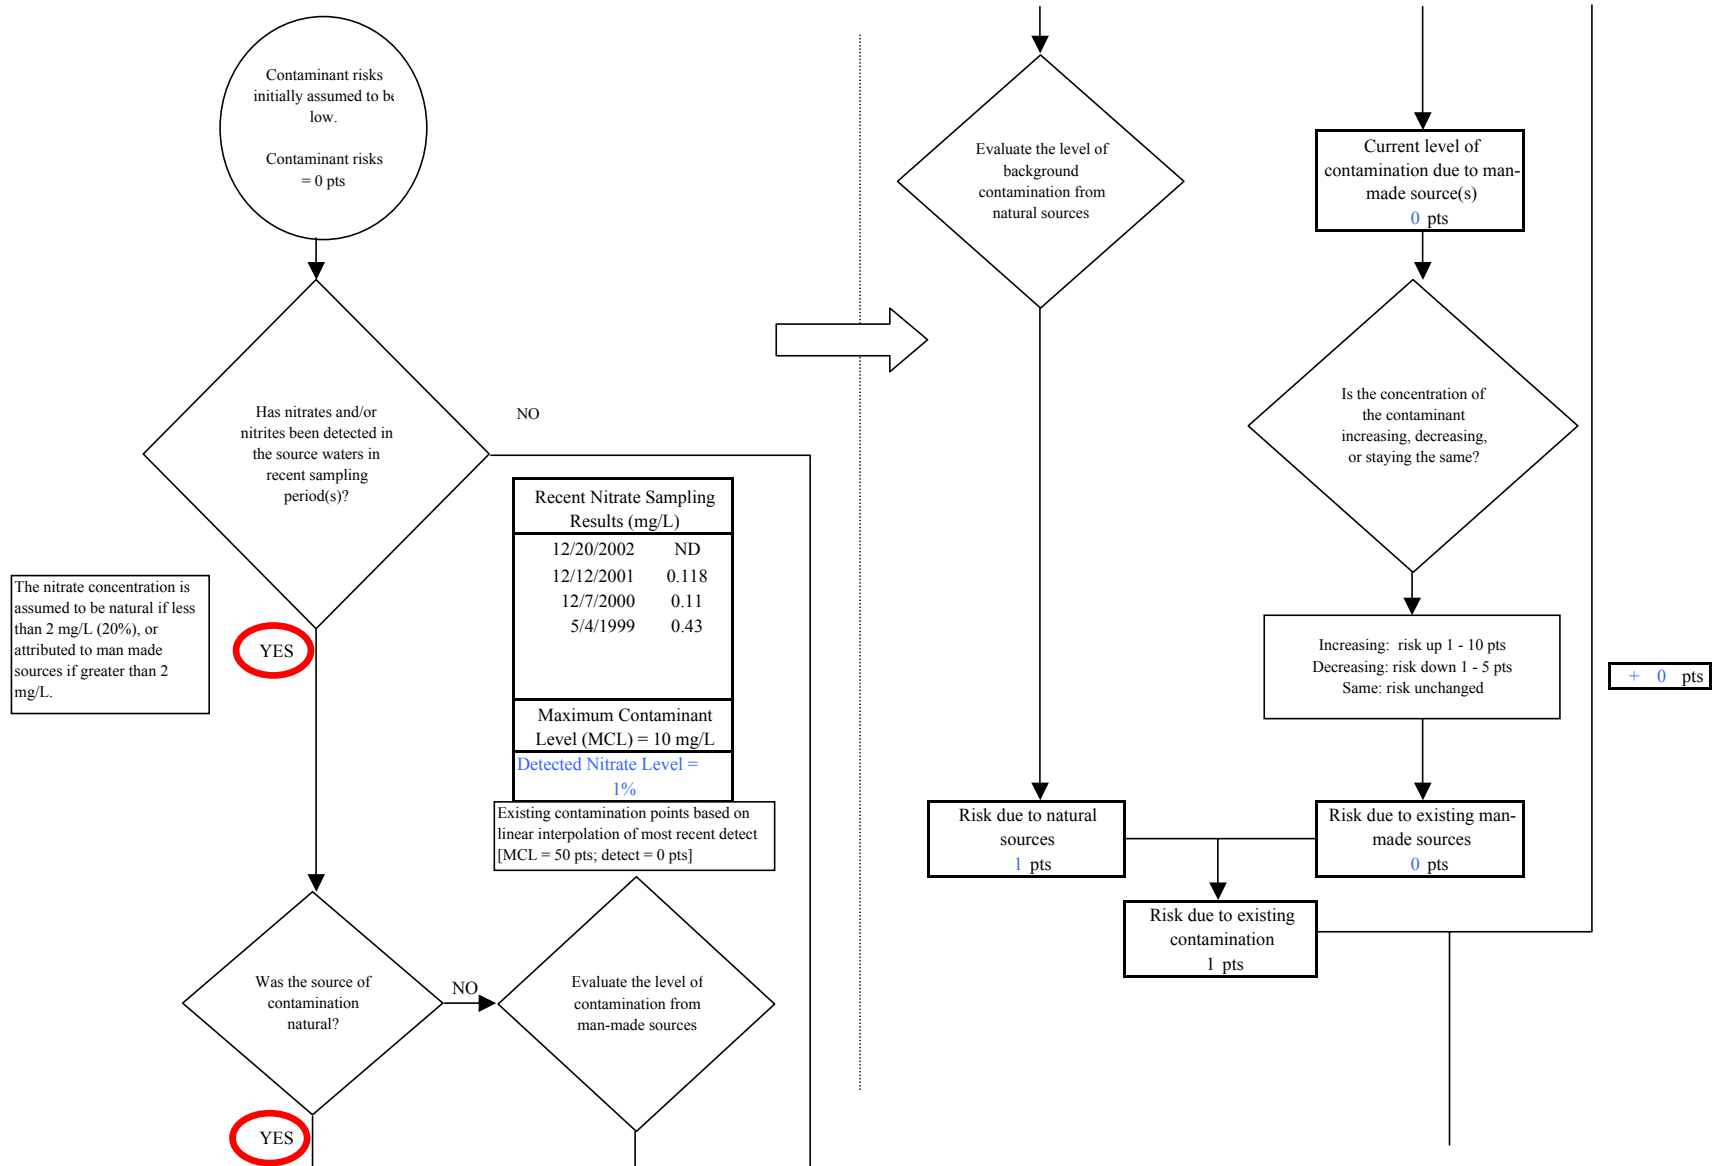 Contaminant risks
initially assumed to be
low.
Contaminant risks
= 0 pts
Has nitrates and/or
nitrites been detected in
the source waters in
recent sampling
period(s)?
NO
Recent Nitrate Sampling
Results (mg/L)
12/20/2002 ND
12/12/2001 0.118
12/7/2000 0.11
5/4/1999 0.43
Maximum Contaminant
Level (MCL) = 10 mg/L
Detected Nitrate Level =
1%
Existing contamination points based on
linear interpolation of most recent detect
[MCL = 50 pts; detect = 0 pts]
The nitrate concentration is
assumed to be natural if less
than 2 mg/L (20%), or
attributed to man made
sources if greater than 2
mg/L.
YES
Was the source of
contamination
natural?
NO
Evaluate the level of
contamination from
man-made sources
YES
Evaluate the level of
background
contamination from
natural sources
Current level of
contamination due to man-
made source(s)
0 pts
Is the concentration of
the contaminant
increasing, decreasing,
or staying the same?
Increasing: risk up 1 - 10 pts
Decreasing: risk down 1 - 5 pts
Same: risk unchanged
+ 0 pts
Risk due to natural
sources
1 pts
Risk due to existing man-
made sources
0 pts
Risk due to existing
contamination
1 pts